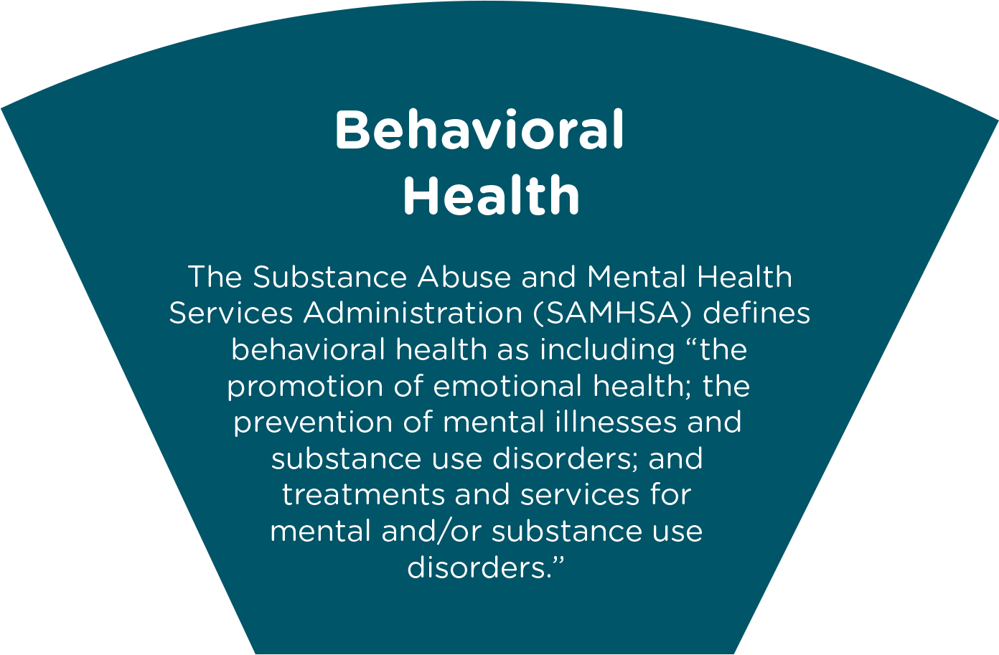 Behavioral
Health
The Substance Abuse and Mental Health
Services Administration (SAMHSA) defines
behavioral health as including “the
promotion of emotional health; the
prevention of mental illnesses and
substance use disorders; and
treatments and services for
mental and/or substance use
disorders.”